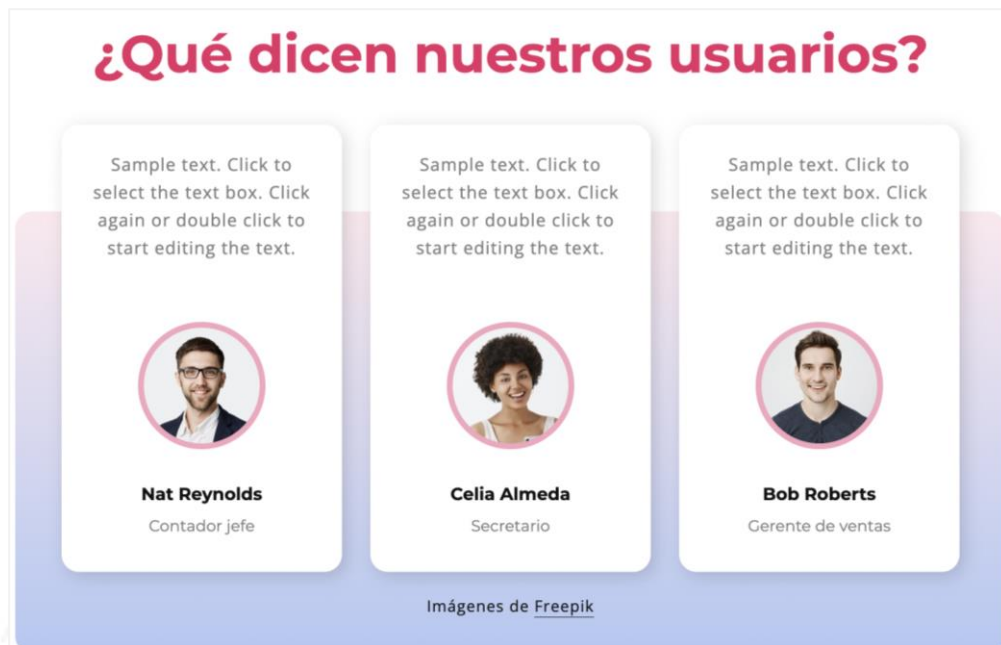 ¿Qué dicen nuestros usuarios?
Sample text. Click to
select the text box. Click
again or double click to
start editing the text.
Nat Reynolds
Contador jefe
Sample text. Click to
select the text box. Click
again or double click to
start editing the text.
Celia Almeda
Secretario
Sample text. Click to
select the text box. Click
again or double click to
start editing the text.
Bob Roberts
Gerente de ventas
Imágenes de Freepik